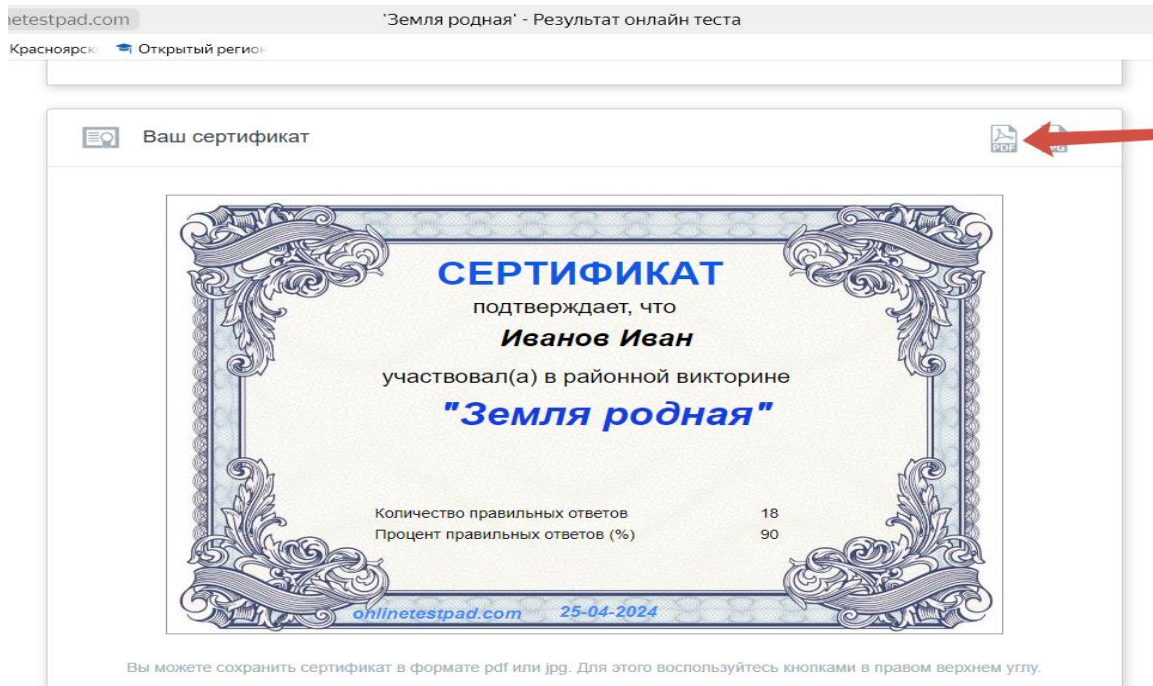 netestpad.com 'Земля родная' - Результат онлайн теста
Красноярск Открытый регион
Ваш сертификат
PDF
СЕРТИФИКАТ
подтверждает, что
Иванов Иван
участвовал(а) в районной викторине
"Земля родная"
Количество правильных ответов 18
Процент правильных ответов (%) 90
onlinetestpad.com 25-04-2024
Вы можете сохранить сертификат в формате pdf или jpg. Для этого воспользуйтесь кнопками в правом верхнем углу.